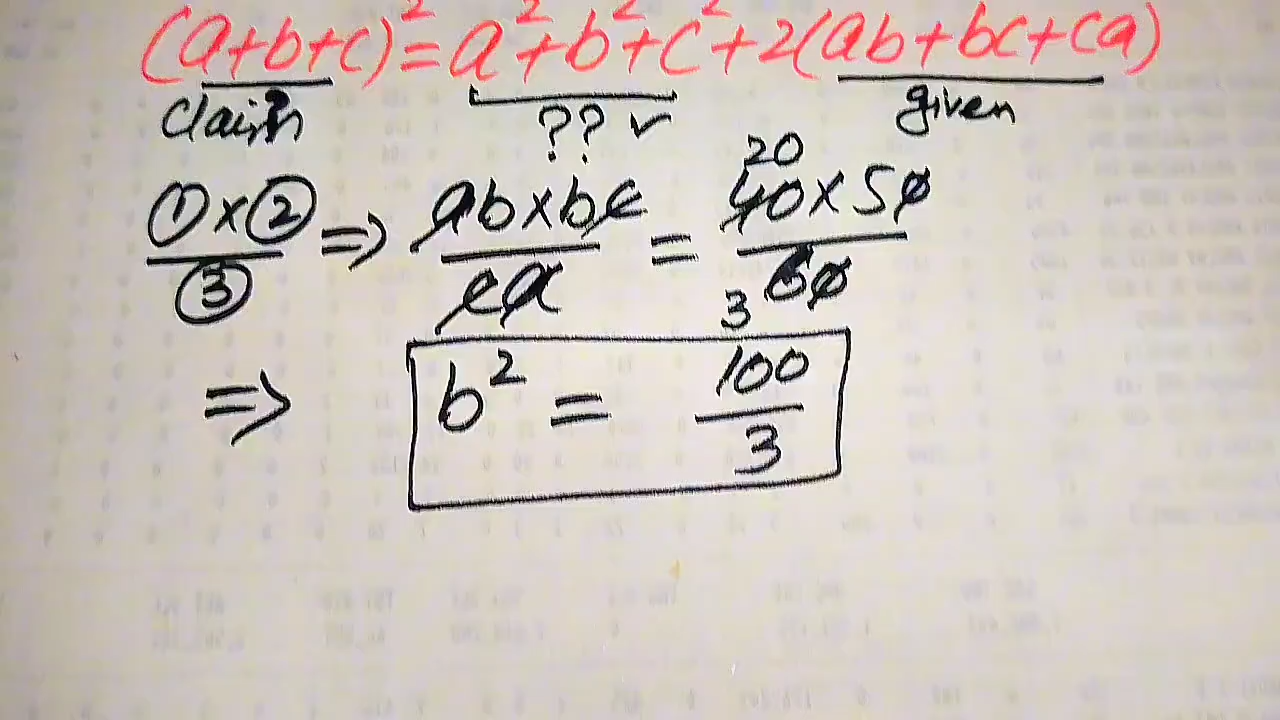 (a+b+c)²=a²+b²+c²+2(ab+bc+ca)
claim ??✓ given
①×②/③ ⇒ ab×bc/ca = 20 40×50/60 3
⇒ b² = 100/3